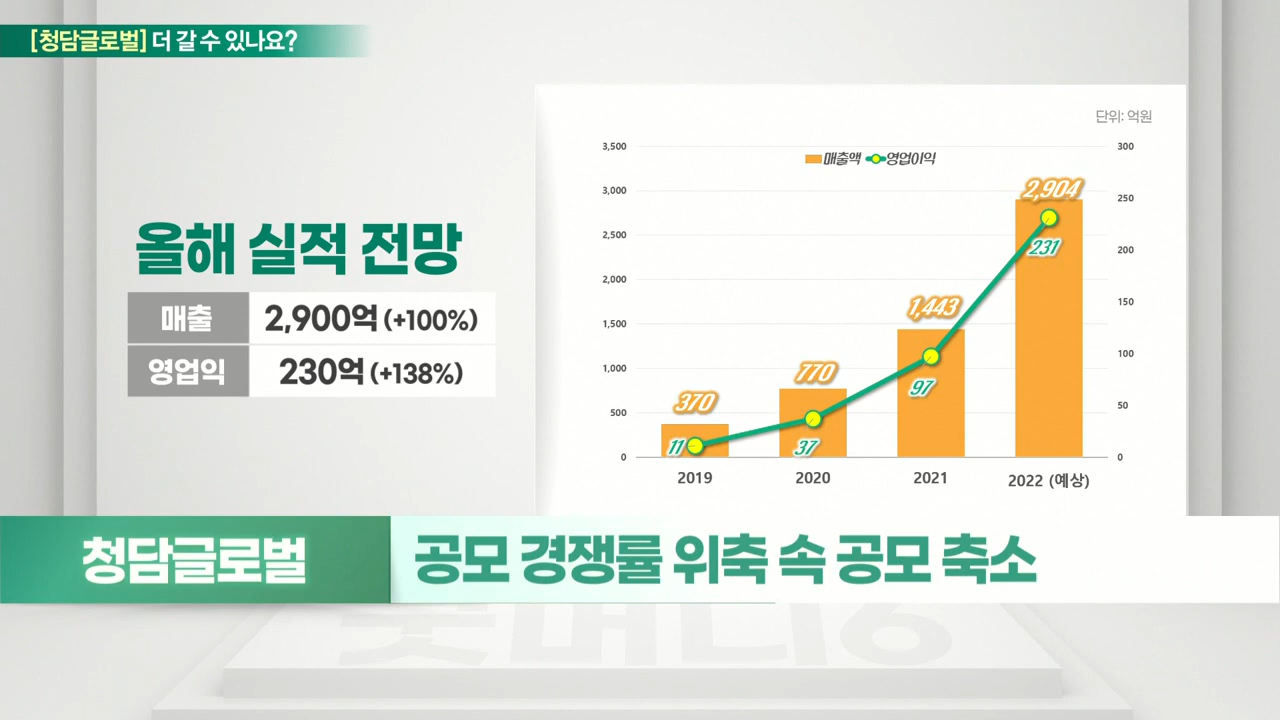 [청담글로벌] 더 갈 수 있나요?
단위: 억원
매출액 영업이익
올해 실적 전망
매출 2,900억 (+100%)
영업익 230억 (+138%)
3,500
3,000
2,500
2,000
1,500
1,000
500
0
300
250
200
150
100
50
0
370
770
1,443
2,904
11
37
97
231
2019 2020 2021 2022 (예상)
청담글로벌 공모 경쟁률 위축 속 공모 축소
머니6